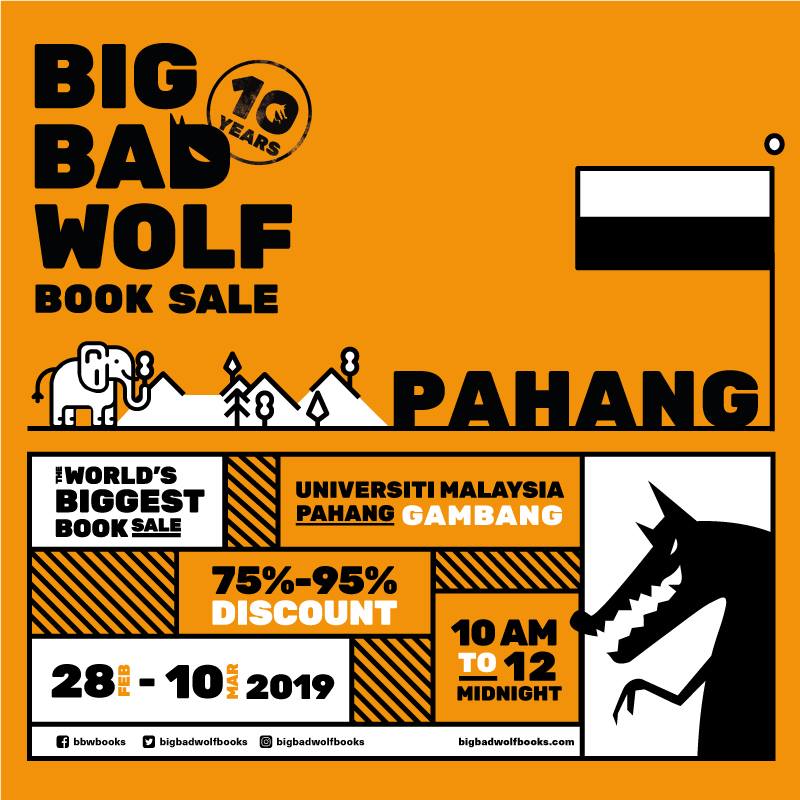 BIG
BAD
WOLF
BOOK SALE
10
YEARS
PAHANG
THE WORLD'S
BIGGEST
BOOK SALE
UNIVERSITI MALAYSIA
PAHANG GAMBANG
75%-95%
DISCOUNT
10 AM
TO 12
MIDNIGHT
28 FEB - 10 MAR 2019
bbwbooks bigbadwolfbooks bigbadwolfbooks bigbadwolfbooks.com